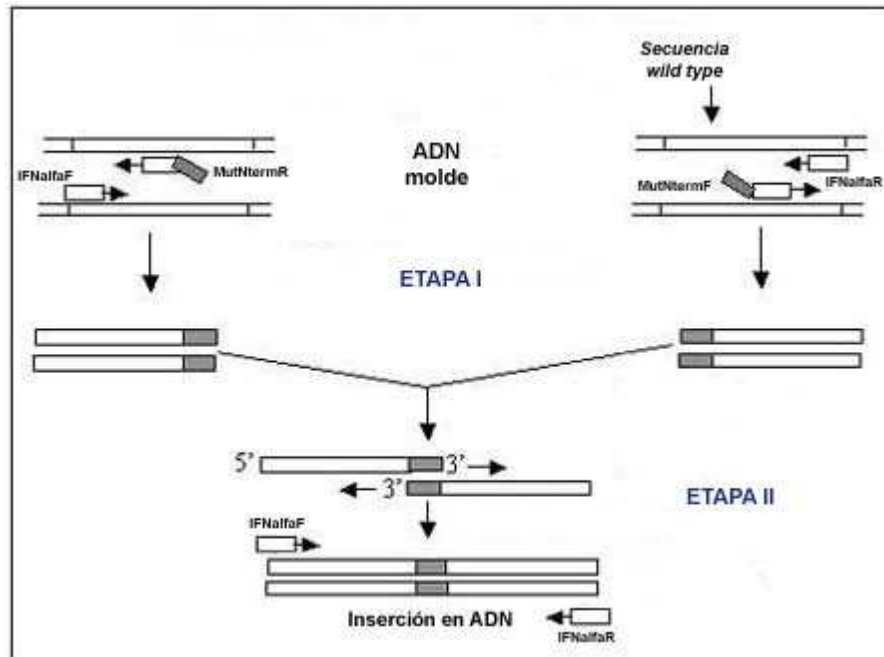 Secuencia
wild type
IFNalfaF
MutNtermR
ADN
molde
MutNtermF
IFNalfaR
ETAPA I
5'
3'
3'
ETAPA II
IFNalfaF
Inserción en ADN
IFNalfaR